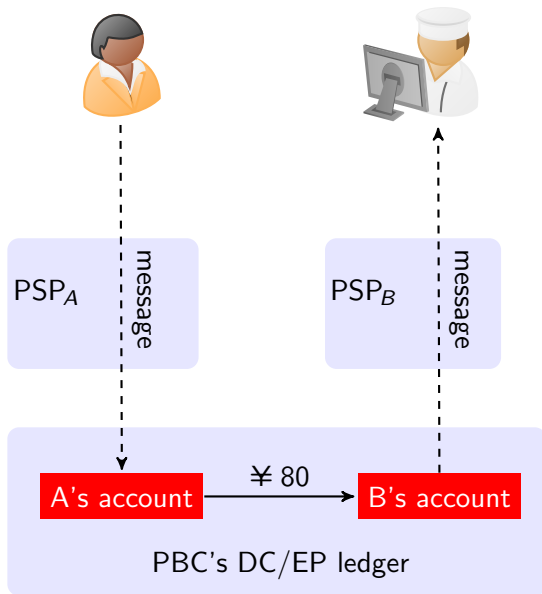 PSP_A
message
PSP_B
message
¥ 80
A's account
B's account
PBC's DC/EP ledger